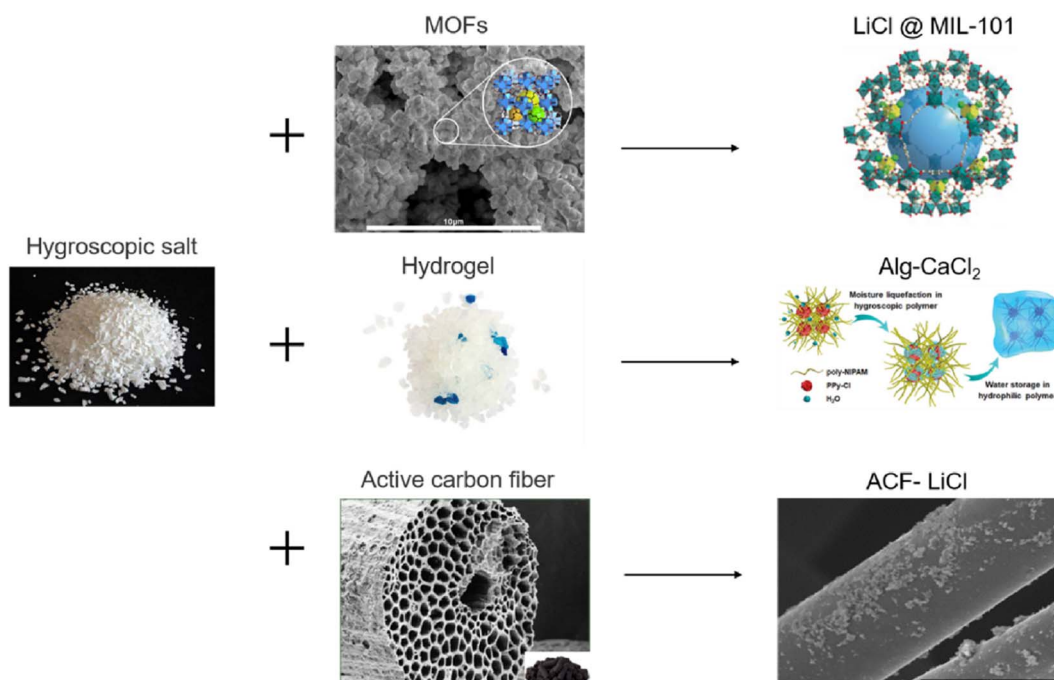 MOFs
LiCl @ MIL-101
10μm
Hygroscopic salt
Hydrogel
Alg-CaCl₂
Moisture liquefaction in
hygroscopic polymer
poly-NIPAM
PPy-Cl
H₂O
Water storage in
hydrophilic polymer
Active carbon fiber
ACF- LiCl